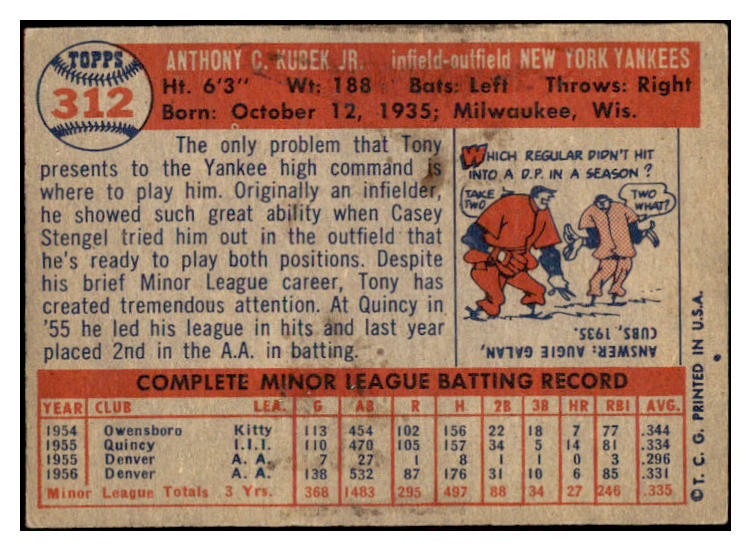 TOPPS
312
ANTHONY C. KUBEK JR. infield-outfield NEW YORK YANKEES
Ht. 6'3" Wt: 188 Bats: Left Throws: Right
Born: October 12, 1935; Milwaukee, Wis.
The only problem that Tony
presents to the Yankee high command is
where to play him. Originally an infielder,
he showed such great ability when Casey
Stengel tried him out in the outfield that
he's ready to play both positions. Despite
his brief Minor League career, Tony has
created tremendous attention. At Quincy in
'55 he led his league in hits and last year
placed 2nd in the A.A. in batting.
WHICH REGULAR DIDN'T HIT
INTO A D.P. IN A SEASON?
TAKE TWO
TWO WHAT?
ANSWER: AUGIE GALAN,
CUBS, 1935.
COMPLETE MINOR LEAGUE BATTING RECORD
YEAR CLUB LEA. G AB R H 2B 3B HR RBI AVG.
1954 Owensboro Kitty 113 454 102 156 22 18 7 77 .344
1955 Quincy I.I.I. 110 470 105 157 34 5 14 81 .334
1955 Denver A. A. 7 27 1 8 1 1 0 3 .296
1956 Denver A. A. 138 532 87 176 31 10 6 85 .331
Minor League Totals 3 Yrs. 368 1483 295 497 88 34 27 246 .335
©T. C. G. PRINTED IN U.S.A.